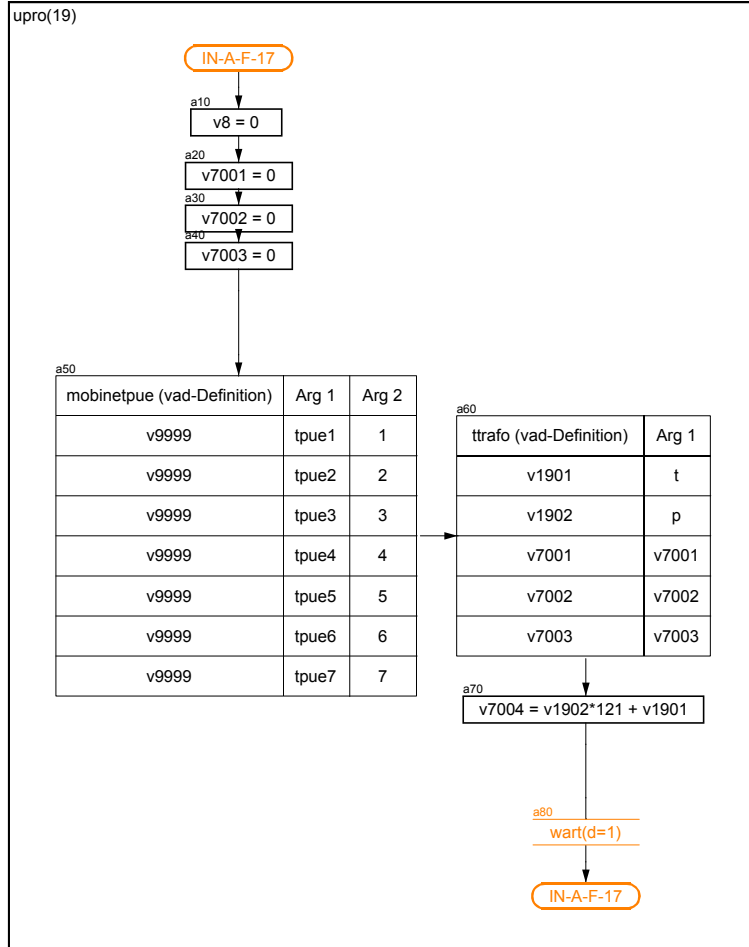 upro(19)
IN-A-F-17
a10
v8 = 0
a20
v7001 = 0
a30
v7002 = 0
a40
v7003 = 0
a50
mobinetpue (vad-Definition) Arg 1 Arg 2
v9999 tpue1 1
v9999 tpue2 2
v9999 tpue3 3
v9999 tpue4 4
v9999 tpue5 5
v9999 tpue6 6
v9999 tpue7 7
a60
ttrafo (vad-Definition) Arg 1
v1901 t
v1902 p
v7001 v7001
v7002 v7002
v7003 v7003
a70
v7004 = v1902*121 + v1901
a80
wart(d=1)
IN-A-F-17